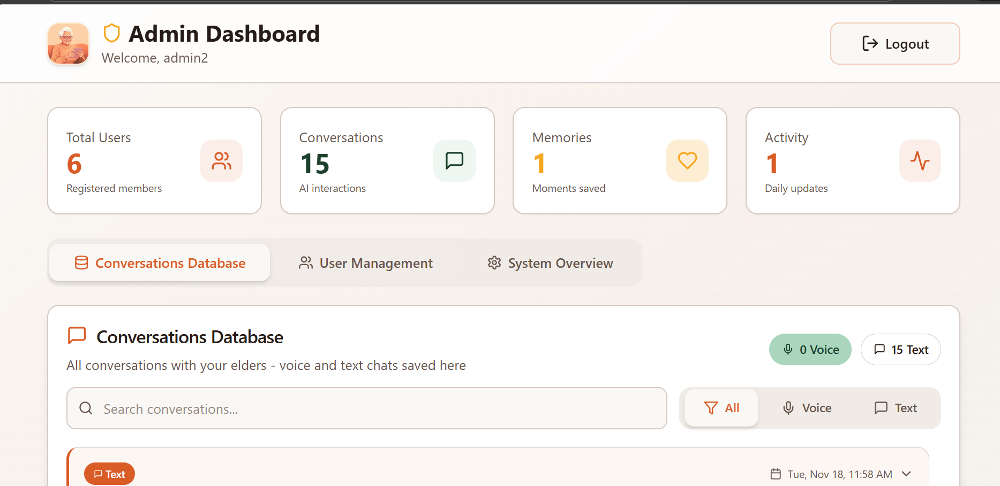 Admin Dashboard
Welcome, admin2
Logout
Total Users
6
Registered members
Conversations
15
AI interactions
Memories
1
Moments saved
Activity
1
Daily updates
Conversations Database
User Management
System Overview
Conversations Database
All conversations with your elders - voice and text chats saved here
0 Voice
15 Text
Search conversations...
All
Voice
Text
Text
Tue, Nov 18, 11:58 AM